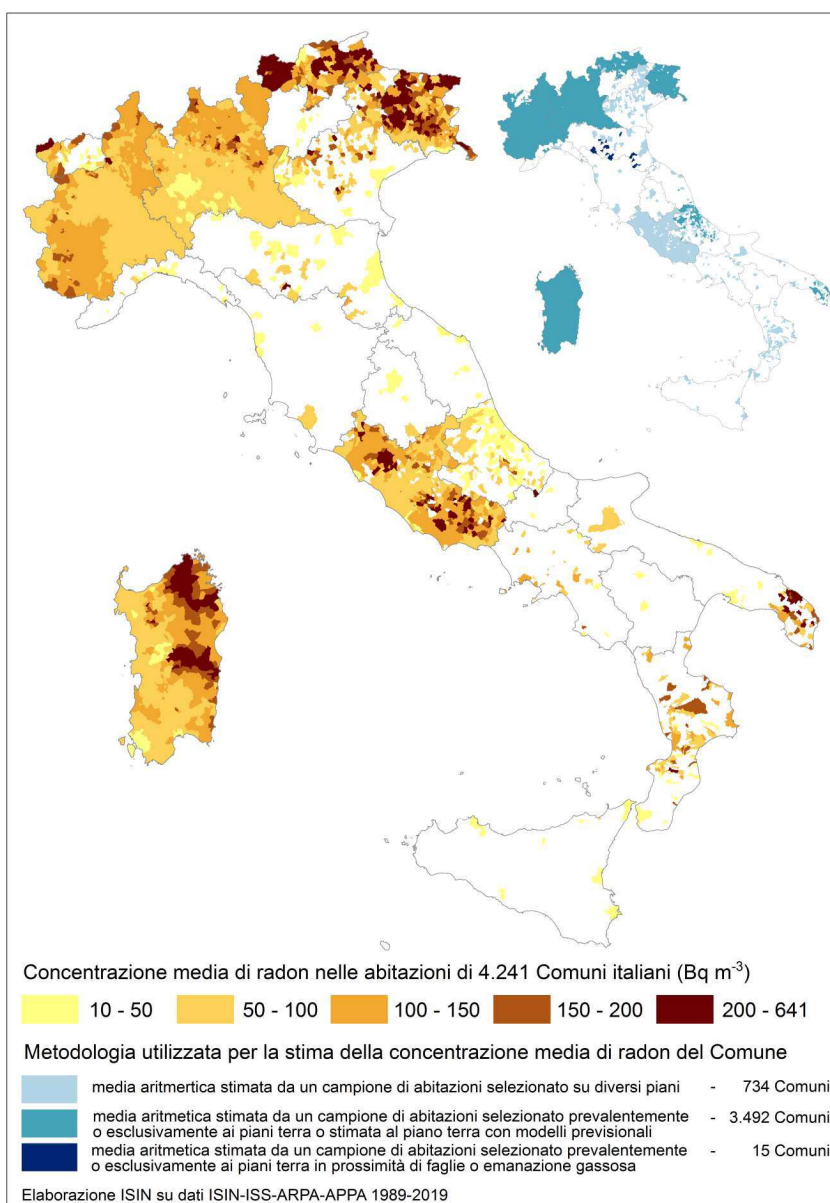 Concentrazione media di radon nelle abitazioni di 4.241 Comuni italiani (Bq m⁻³)
10 - 50 50 - 100 100 - 150 150 - 200 200 - 641
Metodologia utilizzata per la stima della concentrazione media di radon del Comune
media aritmertica stimata da un campione di abitazioni selezionato su diversi piani - 734 Comuni
media aritmetica stimata da un campione di abitazioni selezionato prevalentemente - 3.492 Comuni
o esclusivamente ai piani terra o stimata al piano terra con modelli previsionali
media aritmetica stimata da un campione di abitazioni selezionato prevalentemente - 15 Comuni
o esclusivamente ai piani terra in prossimità di faglie o emanazione gassosa
Elaborazione ISIN su dati ISIN-ISS-ARPA-APPA 1989-2019